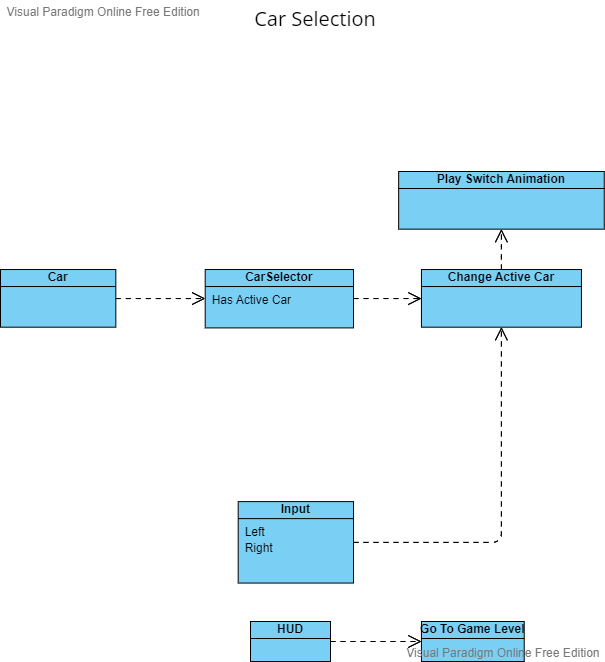 Visual Paradigm Online Free Edition
Car Selection
Play Switch Animation
Car
CarSelector
Has Active Car
Change Active Car
Input
Left
Right
HUD
Go To Game Level
Visual Paradigm Online Free Edition